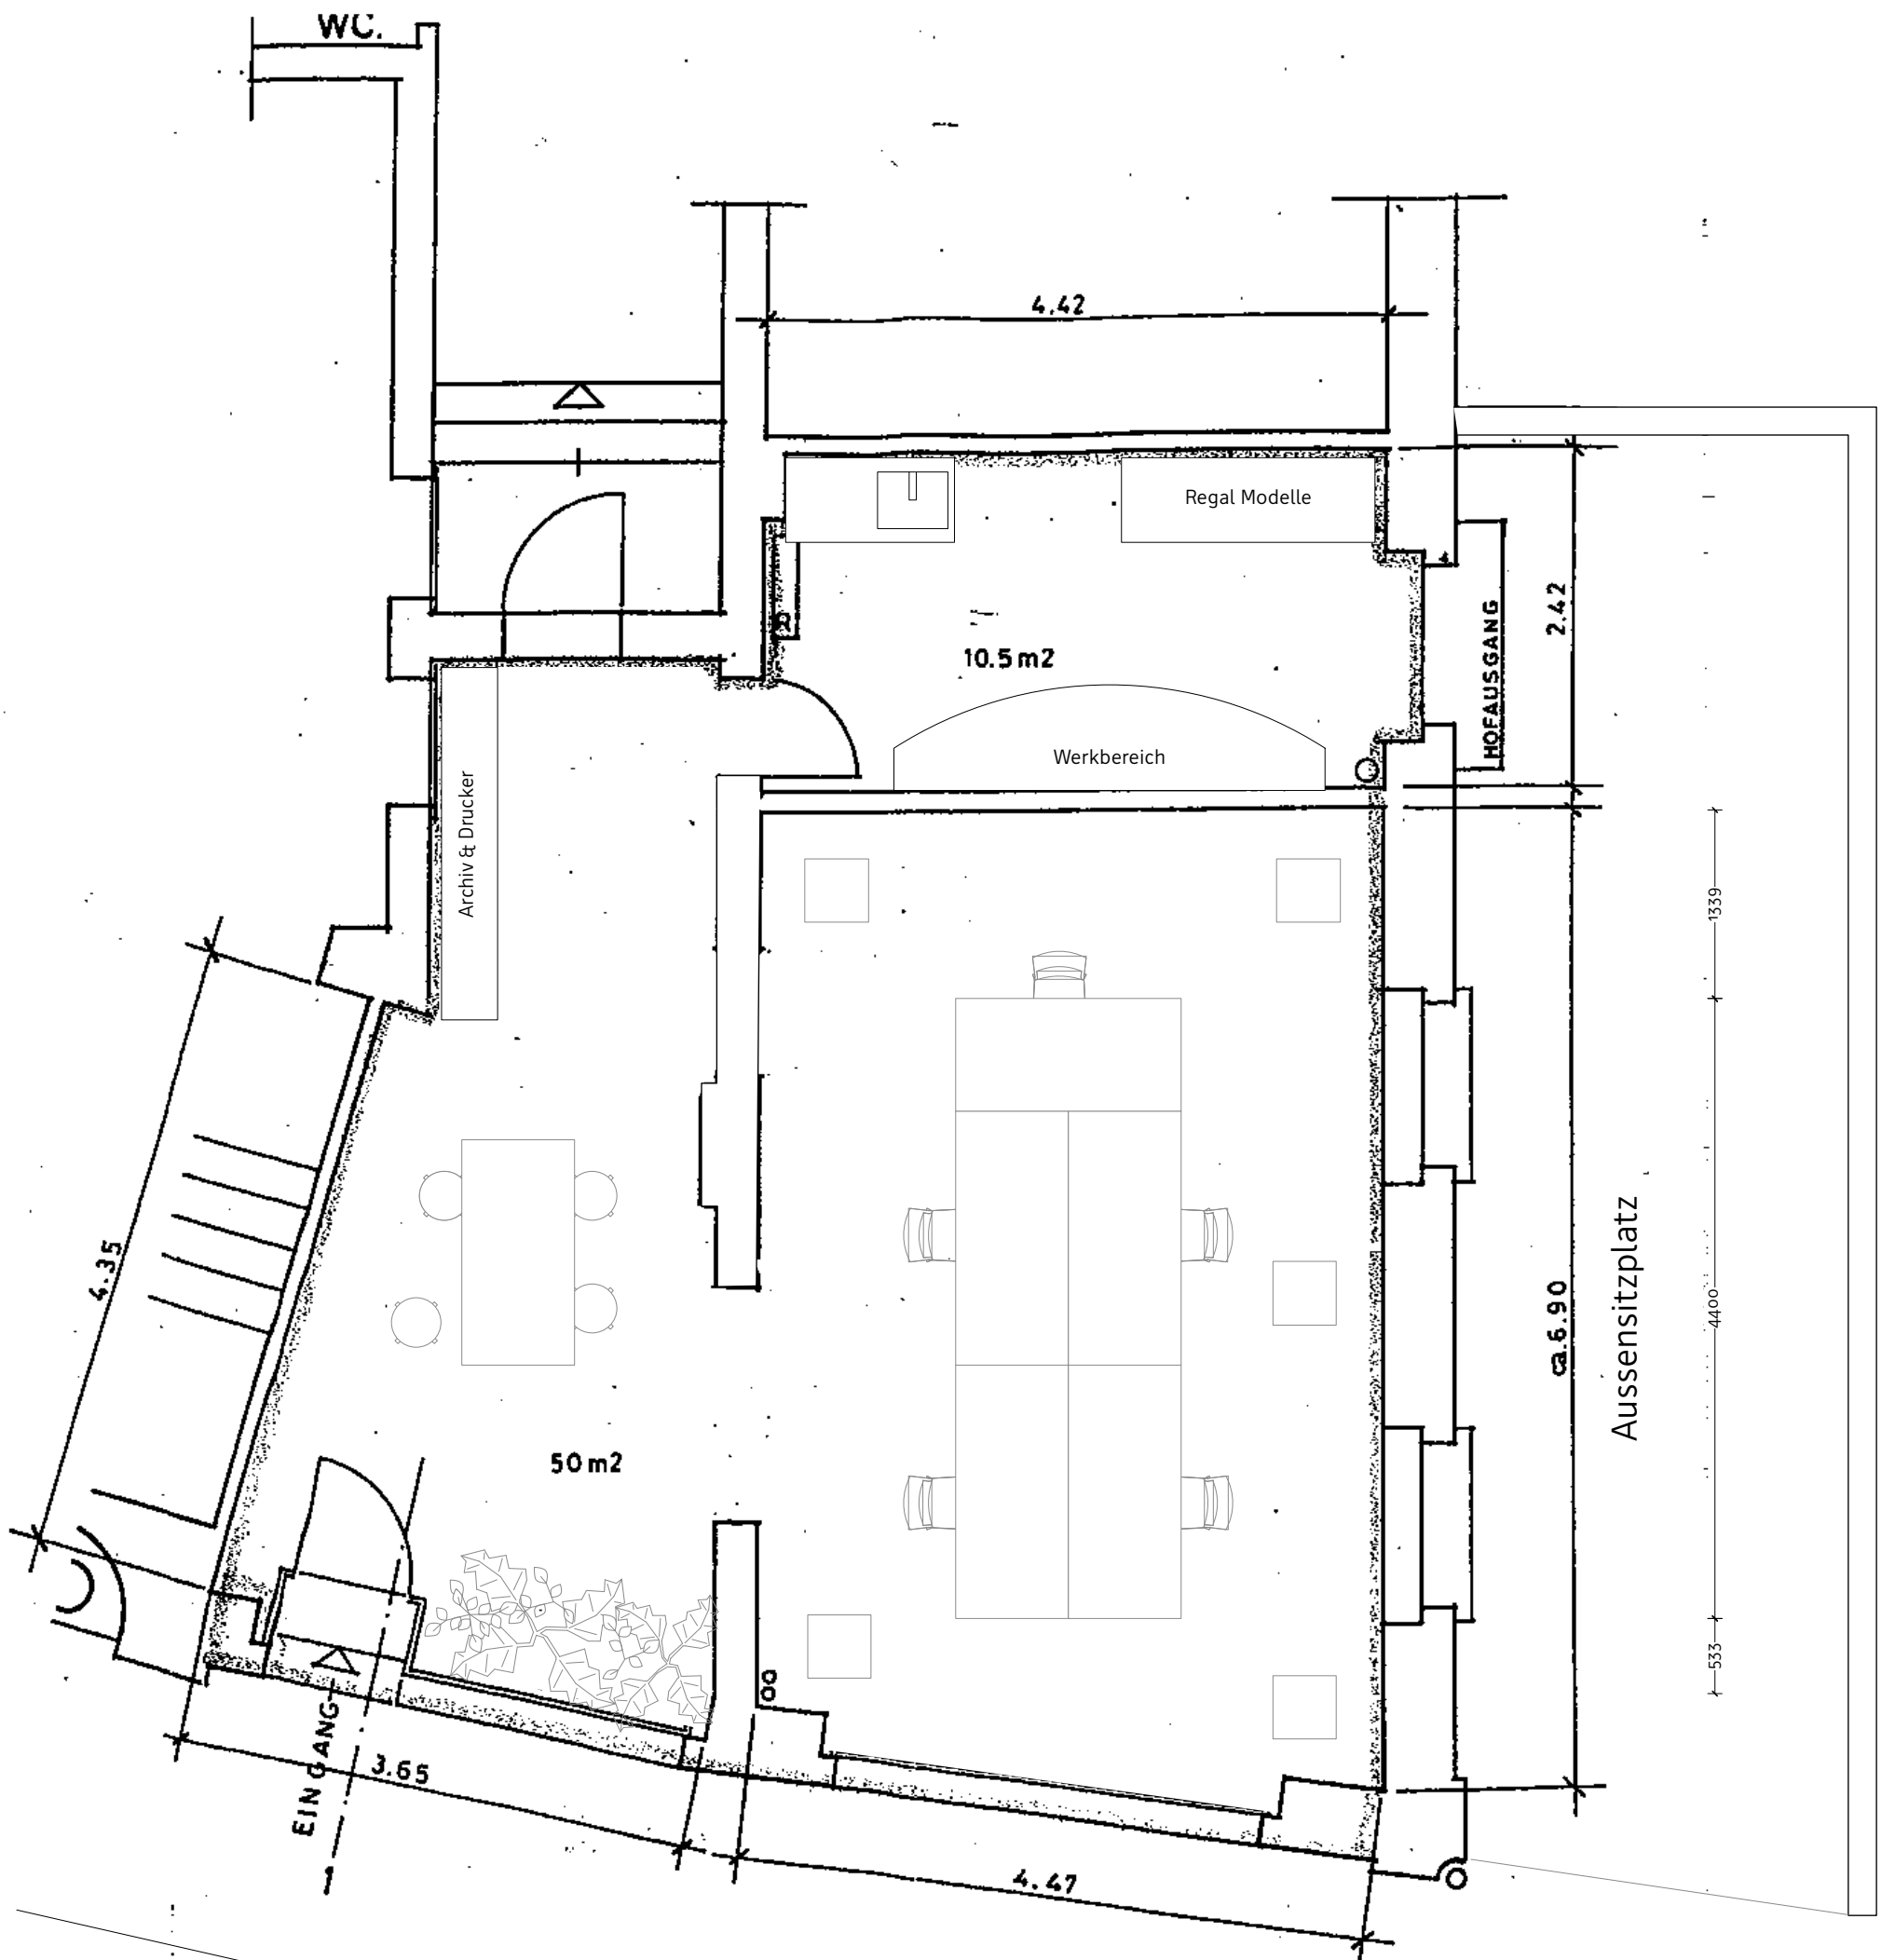 WC.
4.42
Regal Modelle
2.42
HOFAUSGANG
10.5 m2
Werkbereich
Archiv & Drucker
1339
4.35
Aussensitzplatz
4400
ca.6.90
50 m2
533
EINGANG
3.65
4.47